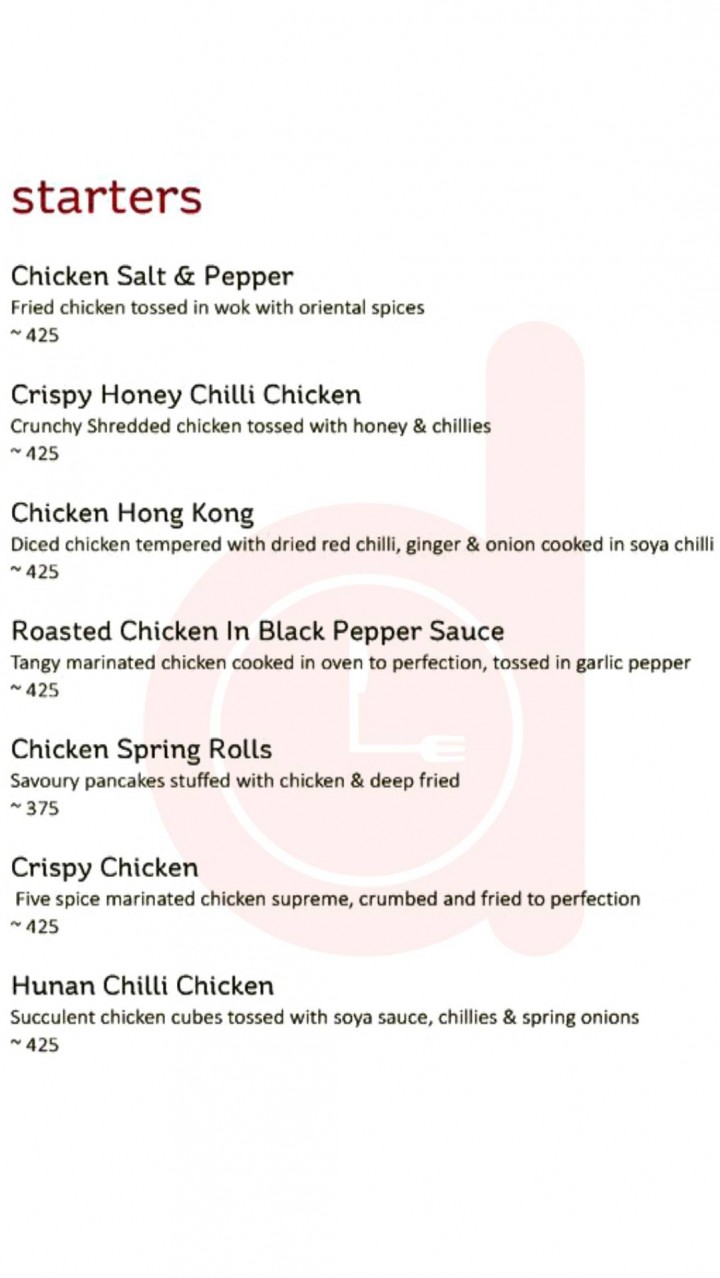 starters
Chicken Salt & Pepper
Fried chicken tossed in wok with oriental spices
~ 425
Crispy Honey Chilli Chicken
Crunchy Shredded chicken tossed with honey & chillies
~ 425
Chicken Hong Kong
Diced chicken tempered with dried red chilli, ginger & onion cooked in soya chilli
~ 425
Roasted Chicken In Black Pepper Sauce
Tangy marinated chicken cooked in oven to perfection, tossed in garlic pepper
~ 425
Chicken Spring Rolls
Savoury pancakes stuffed with chicken & deep fried
~ 375
Crispy Chicken
Five spice marinated chicken supreme, crumbed and fried to perfection
~ 425
Hunan Chilli Chicken
Succulent chicken cubes tossed with soya sauce, chillies & spring onions
~ 425